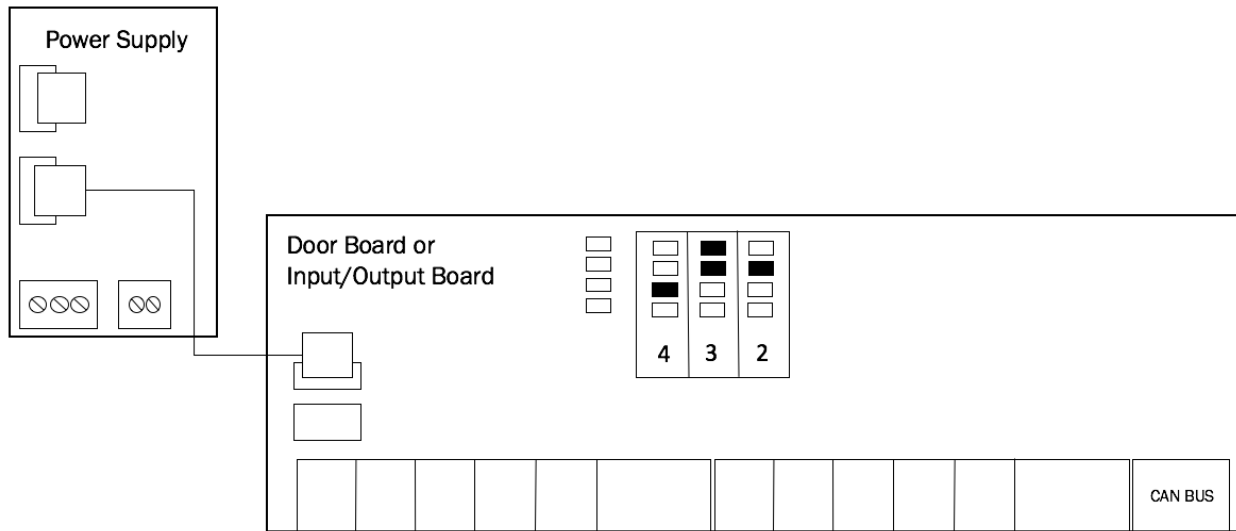 Power Supply
Door Board or
Input/Output Board
4 3 2
CAN BUS